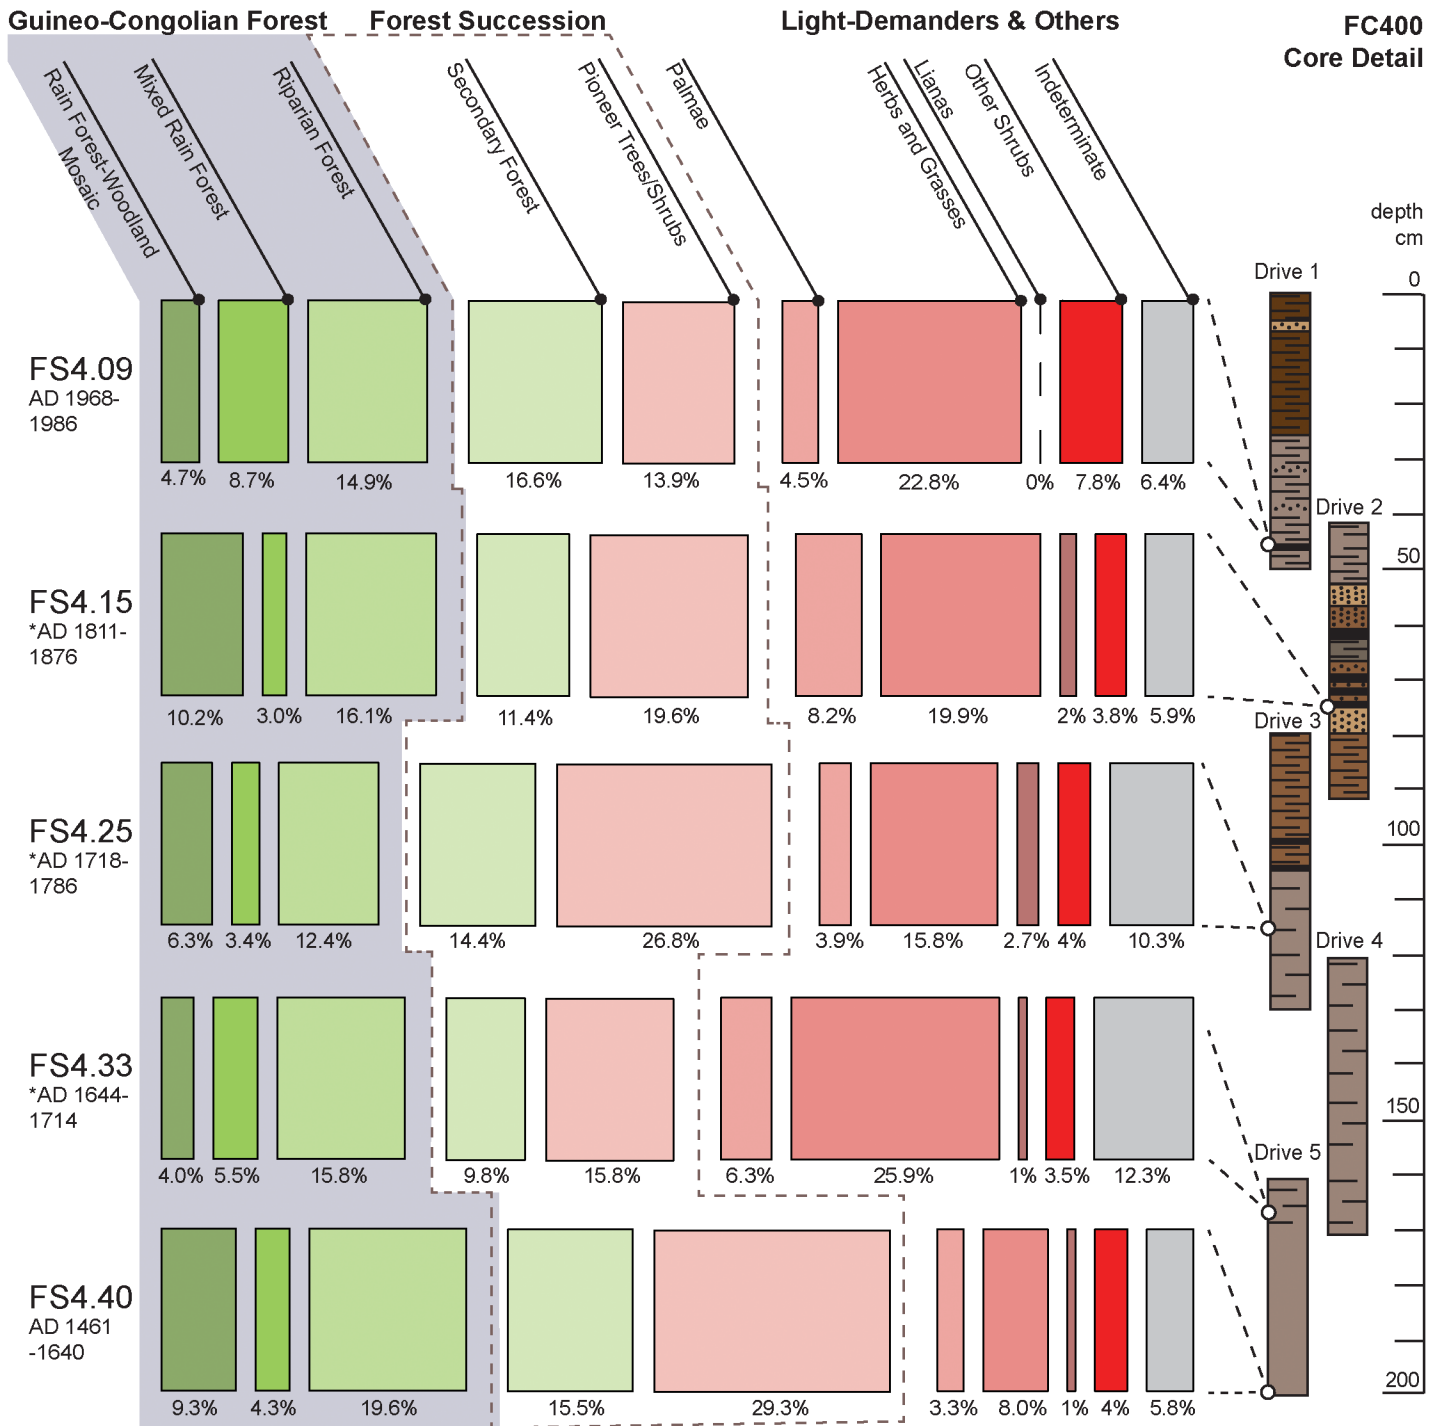 Guineo-Congolian Forest
Forest Succession
Light-Demanders & Others
FC400
Core Detail
Rain Forest-Woodland
Mosaic
Mixed Rain Forest
Riparian Forest
Secondary Forest
Pioneer Trees/Shrubs
Palmae
Herbs and Grasses
Lianas
Other Shrubs
Indeterminate
depth
cm
Drive 1
0
FS4.09
AD 1968-
1986
4.7% 8.7% 14.9% 16.6% 13.9% 4.5% 22.8% 0% 7.8% 6.4%
Drive 2
50
FS4.15
*AD 1811-
1876
10.2% 3.0% 16.1% 11.4% 19.6% 8.2% 19.9% 2% 3.8% 5.9%
Drive 3
100
FS4.25
*AD 1718-
1786
6.3% 3.4% 12.4% 14.4% 26.8% 3.9% 15.8% 2.7% 4% 10.3%
Drive 4
FS4.33
*AD 1644-
1714
150
4.0% 5.5% 15.8% 9.8% 15.8% 6.3% 25.9% 1% 3.5% 12.3%
Drive 5
FS4.40
AD 1461
-1640
200
9.3% 4.3% 19.6% 15.5% 29.3% 3.3% 8.0% 1% 4% 5.8%